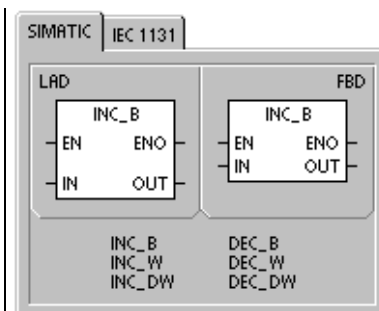 SIMATIC IEC 1131
LAD FBD
INC_B INC_B
EN ENO EN ENO
IN OUT IN OUT
INC_B DEC_B
INC_W DEC_W
INC_DW DEC_DW